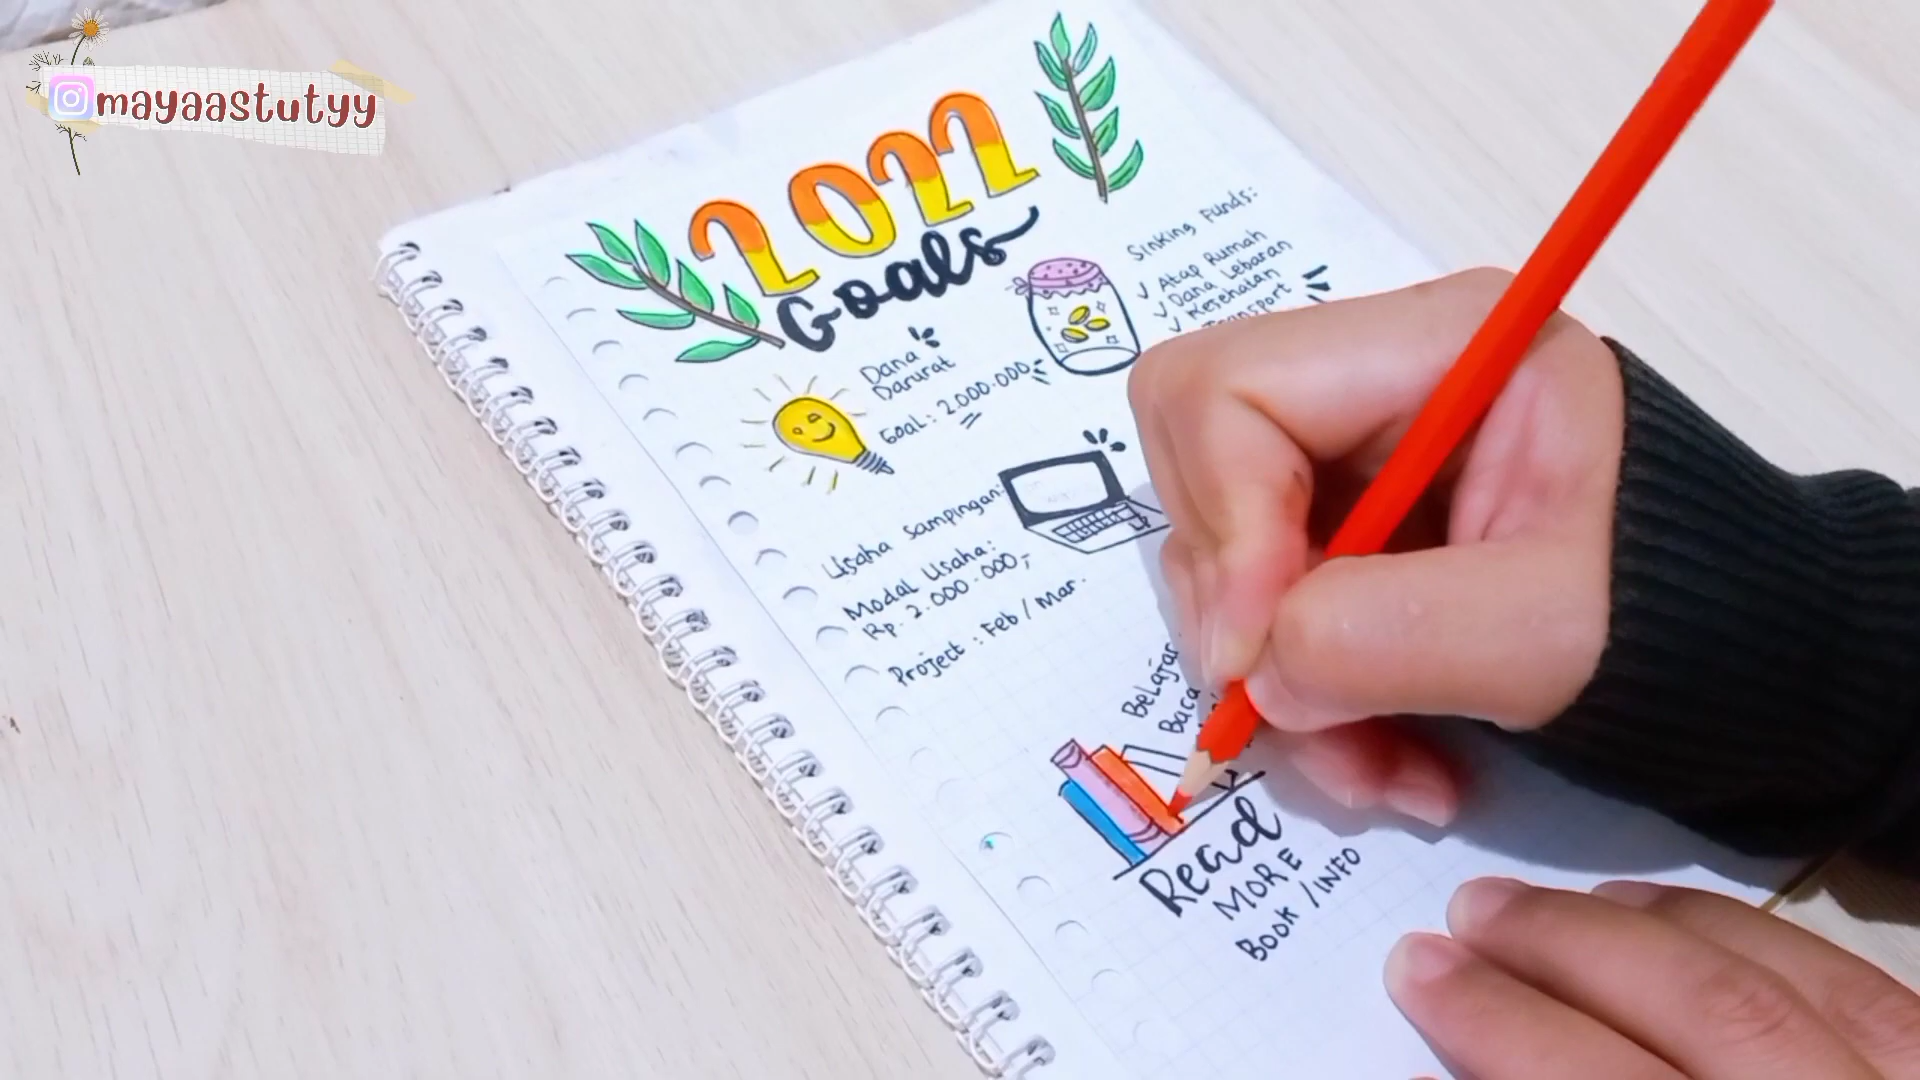 mayaastutyy
2022
Goals
Sinking Funds:
✓ Atap Rumah
✓ Dana Lebaran
✓ Kesehatan
Transport
Dana
Darurat
Goal: 2.000.000
Usaha Sampingan:
Modal Usaha:
Rp. 2.000.000,-
Project : Feb / Mar.
Belajar
Baca
Read
MORE
Book / INFO